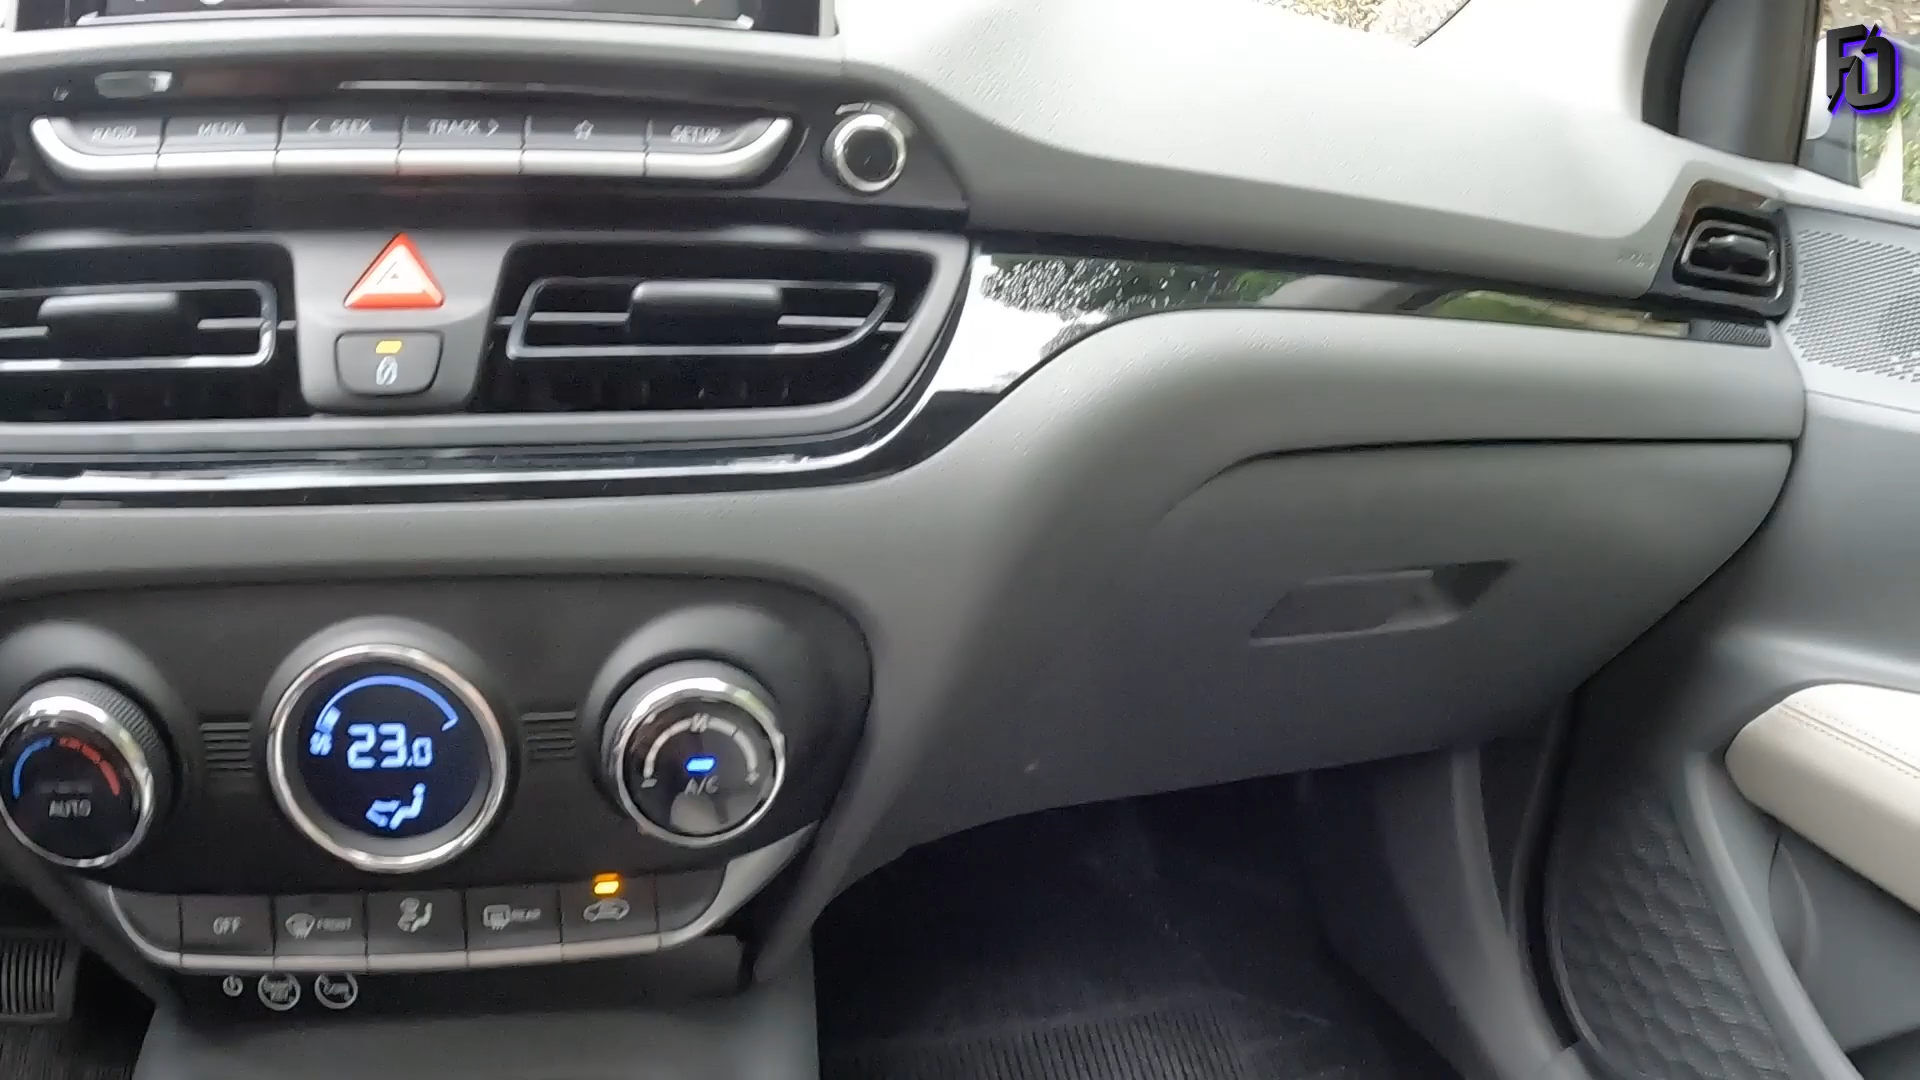 RADIO MEDIA < SEEK TRACK > ☆ SETUP
23.0
AUTO
A/C
OFF FRONT REAR